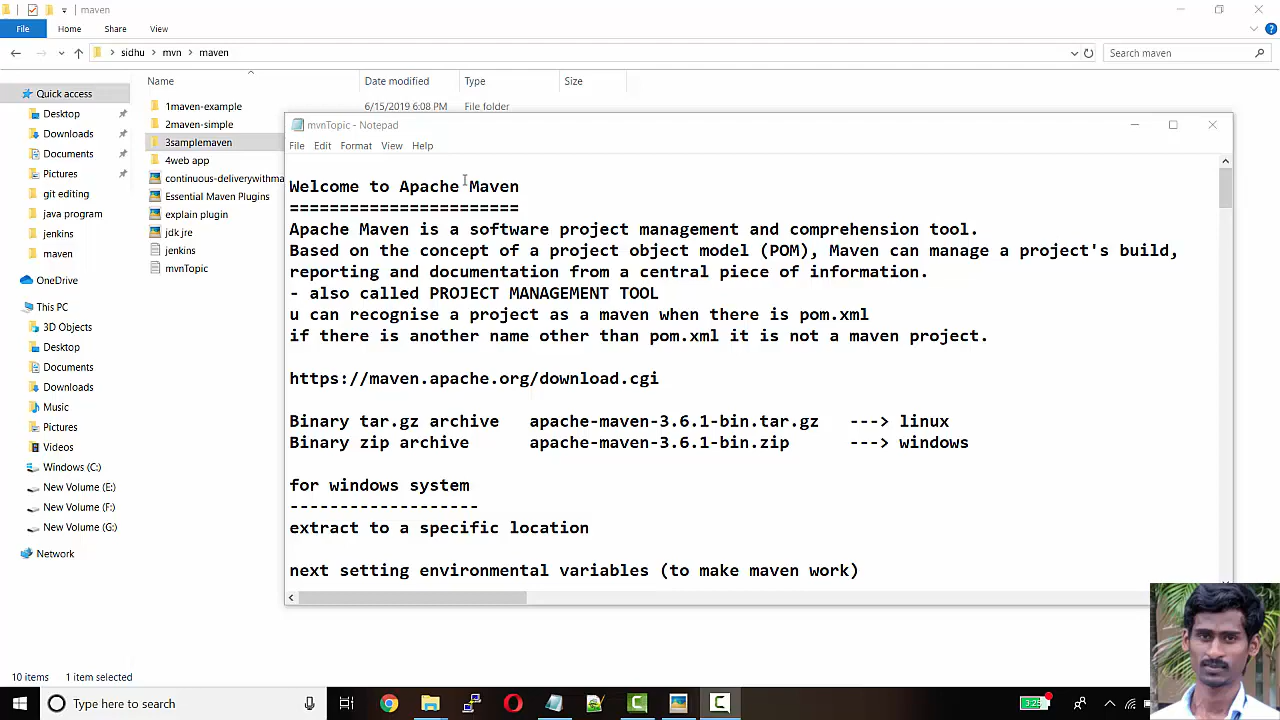 maven
File
Home
Share
View
sidhu
mvn
maven
Search maven
Name
Date modified
Type
Size
Quick access
Desktop
Downloads
Documents
Pictures
git editing
java program
jenkins
maven
OneDrive
This PC
3D Objects
Desktop
Documents
Downloads
Music
Pictures
Videos
Windows (C:)
New Volume (E:)
New Volume (F:)
New Volume (G:)
Network
1maven-example
6/15/2019 6:08 PM
File folder
2maven-simple
3samplemaven
4web app
continuous-deliverywithma
Essential Maven Plugins
explain plugin
jdk jre
jenkins
mvnTopic
mvnTopic - Notepad
File Edit Format View Help
Welcome to Apache Maven
=======================
Apache Maven is a software project management and comprehension tool.
Based on the concept of a project object model (POM), Maven can manage a project's build,
reporting and documentation from a central piece of information.
- also called PROJECT MANAGEMENT TOOL
u can recognise a project as a maven when there is pom.xml
if there is another name other than pom.xml it is not a maven project.
https://maven.apache.org/download.cgi
Binary tar.gz archive apache-maven-3.6.1-bin.tar.gz ---> linux
Binary zip archive apache-maven-3.6.1-bin.zip ---> windows
for windows system
-------------------
extract to a specific location
next setting environmental variables (to make maven work)
10 items
1 item selected
Type here to search
3:25